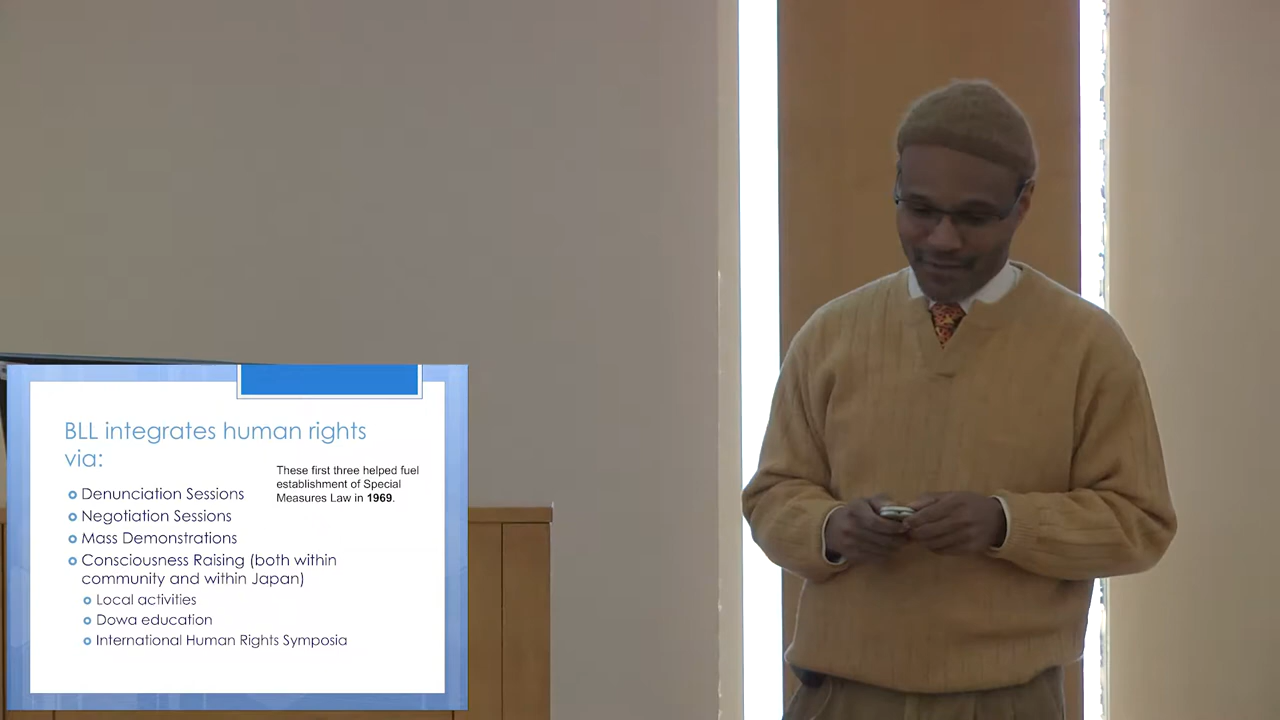 BLL integrates human rights
via:
These first three helped fuel
establishment of Special
Measures Law in 1969.
Denunciation Sessions
Negotiation Sessions
Mass Demonstrations
Consciousness Raising (both within
community and within Japan)
Local activities
Dowa education
International Human Rights Symposia